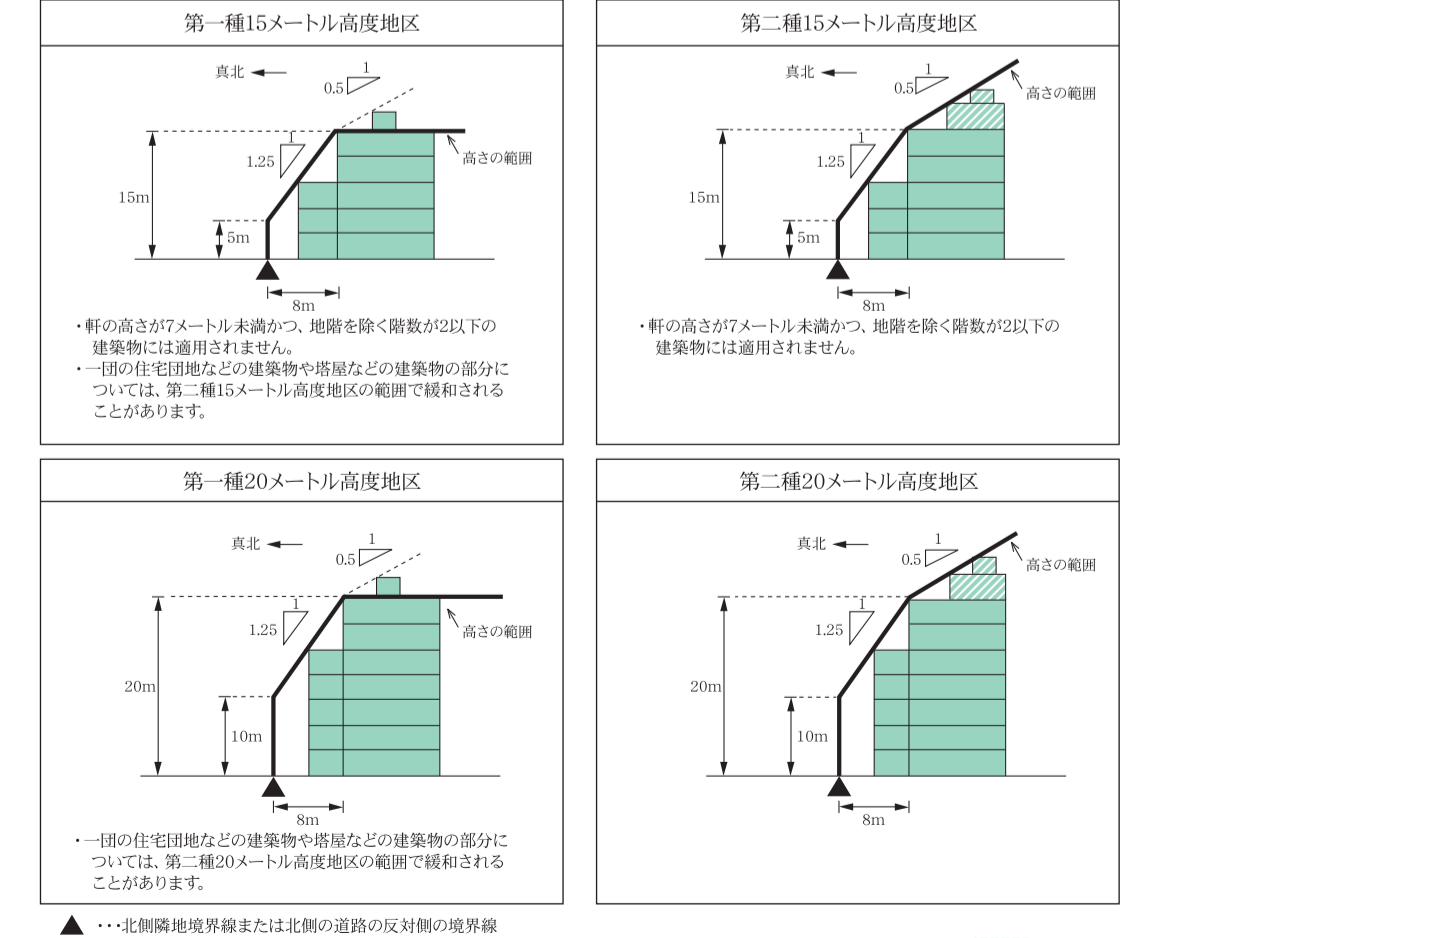 第一種15メートル高度地区
真北
1
0.5
1
1.25
高さの範囲
15m
5m
8m
・軒の高さが7メートル未満かつ、地階を除く階数が2以下の
建築物には適用されません。
・一団の住宅団地などの建築物や塔屋などの建築物の部分に
ついては、第二種15メートル高度地区の範囲で緩和される
ことがあります。
第二種15メートル高度地区
真北
1
0.5
高さの範囲
1
1.25
15m
5m
8m
・軒の高さが7メートル未満かつ、地階を除く階数が2以下の
建築物には適用されません。
第一種20メートル高度地区
真北
1
0.5
1
1.25
高さの範囲
20m
10m
8m
・一団の住宅団地などの建築物や塔屋などの建築物の部分に
ついては、第二種20メートル高度地区の範囲で緩和される
ことがあります。
第二種20メートル高度地区
真北
1
0.5
高さの範囲
1
1.25
20m
10m
8m
▲ ・・・北側隣地境界線または北側の道路の反対側の境界線